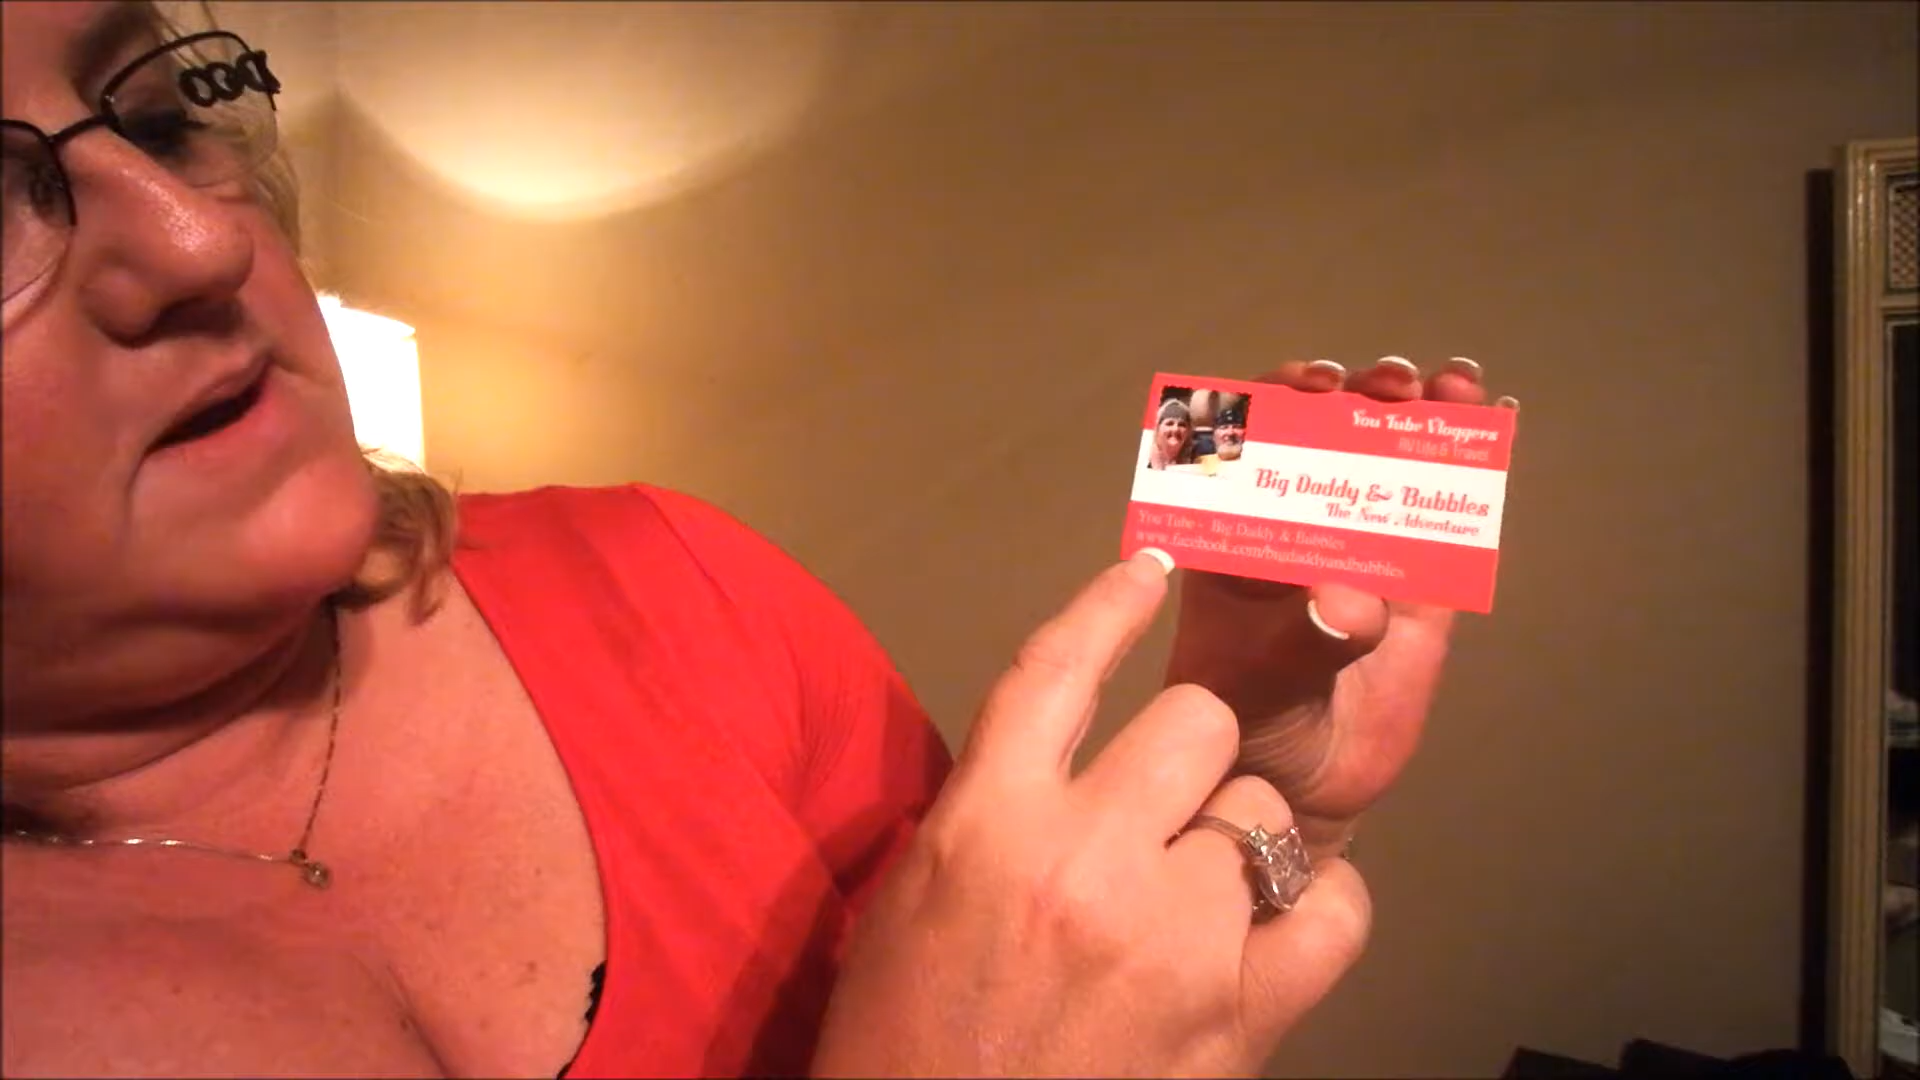 You Tube Vloggers
RV Life & Travel
Big Daddy & Bubbles
The New Adventure
You Tube - Big Daddy & Bubbles
www.facebook.com/bigdaddyandbubbles